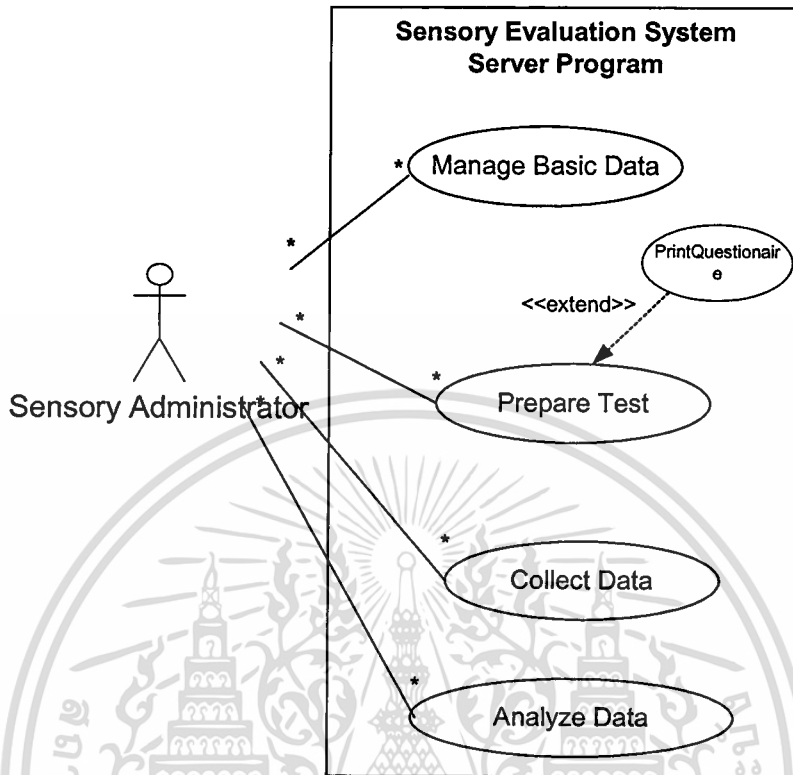 Sensory Evaluation System
Server Program
* Manage Basic Data
*
PrintQuestionair
e
<<extend>>
*
* Prepare Test
*
Sensory Administrator
*
* Collect Data
* Analyze Data